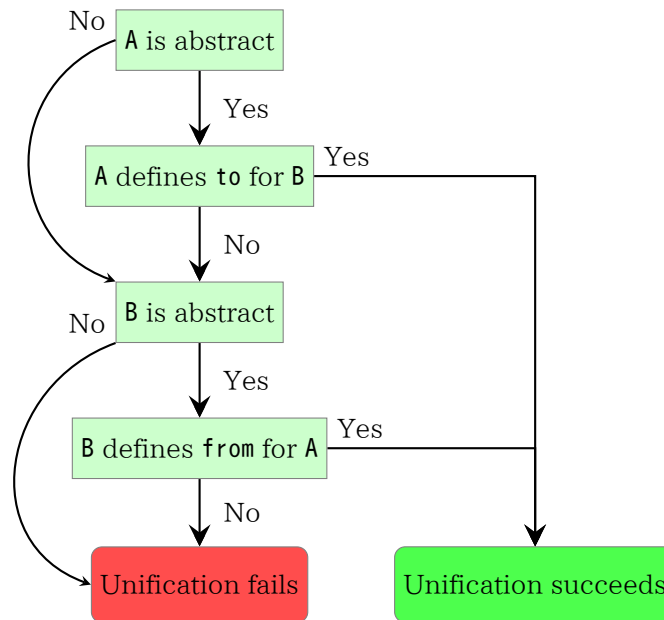 No
A is abstract
Yes
A defines to for B
Yes
No
B is abstract
No
Yes
B defines from for A
Yes
No
Unification fails
Unification succeeds